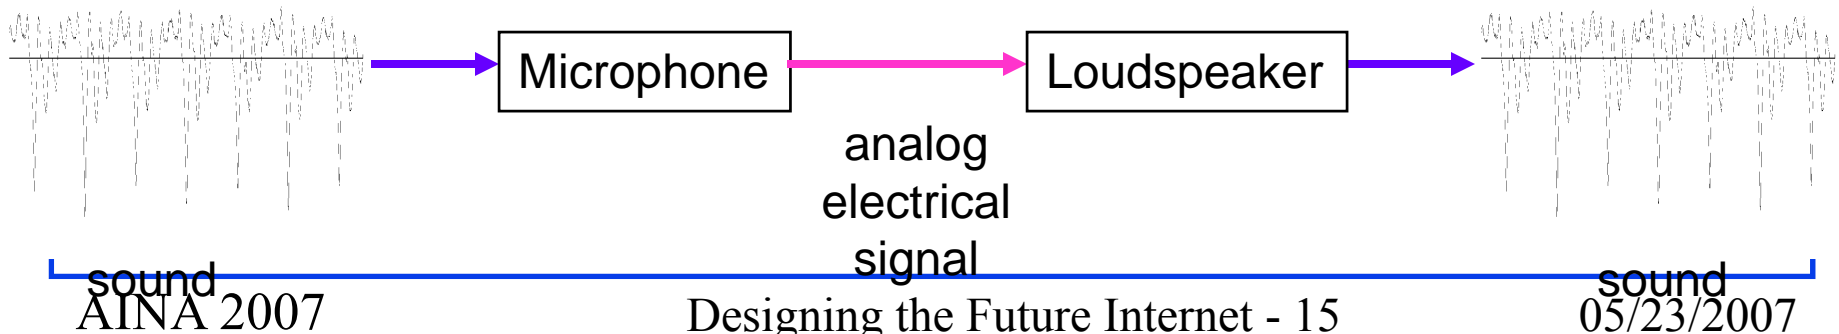 Microphone
Loudspeaker
analog
electrical
signal
sound
sound
AINA 2007
Designing the Future Internet - 15
05/23/2007